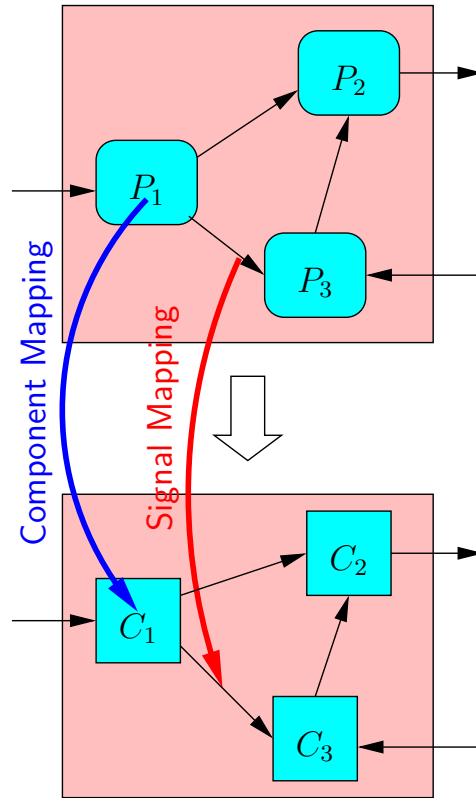 P₂
P₁
P₃
Component Mapping
Signal Mapping
C₂
C₁
C₃